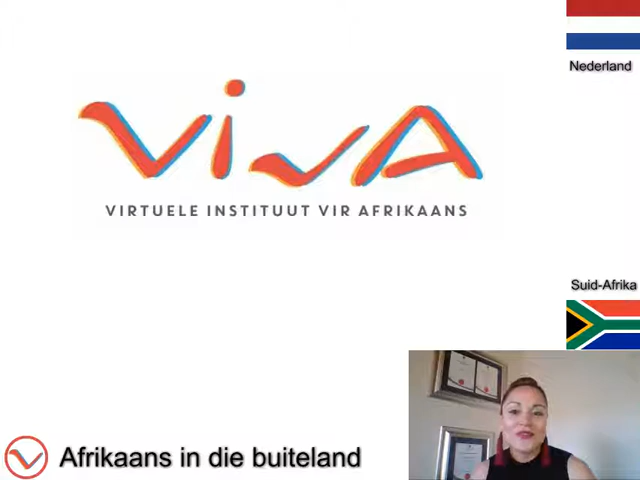 Nederland
VivA
VIRTUELE INSTITUUT VIR AFRIKAANS
Suid-Afrika
Afrikaans in die buiteland